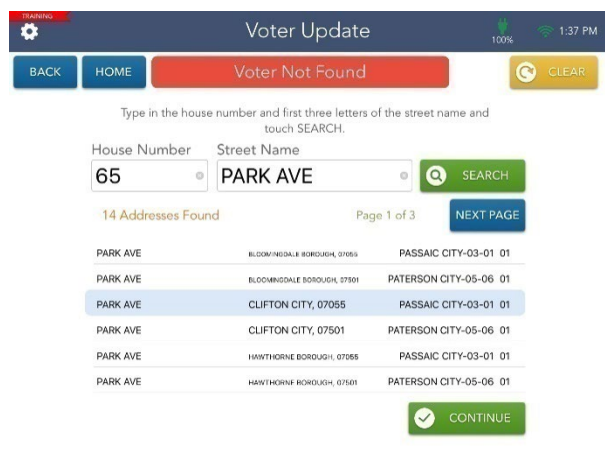 TRAINING
Voter Update
100%
1:37 PM
BACK
HOME
Voter Not Found
CLEAR
Type in the house number and first three letters of the street name and
touch SEARCH.
House Number Street Name
65 PARK AVE SEARCH
14 Addresses Found Page 1 of 3 NEXT PAGE
PARK AVE BLOOMINGDALE BOROUGH, 07055 PASSAIC CITY-03-01 01
PARK AVE BLOOMINGDALE BOROUGH, 07501 PATERSON CITY-05-06 01
PARK AVE CLIFTON CITY, 07055 PASSAIC CITY-03-01 01
PARK AVE CLIFTON CITY, 07501 PATERSON CITY-05-06 01
PARK AVE HAWTHORNE BOROUGH, 07055 PASSAIC CITY-03-01 01
PARK AVE HAWTHORNE BOROUGH, 07501 PATERSON CITY-05-06 01
CONTINUE